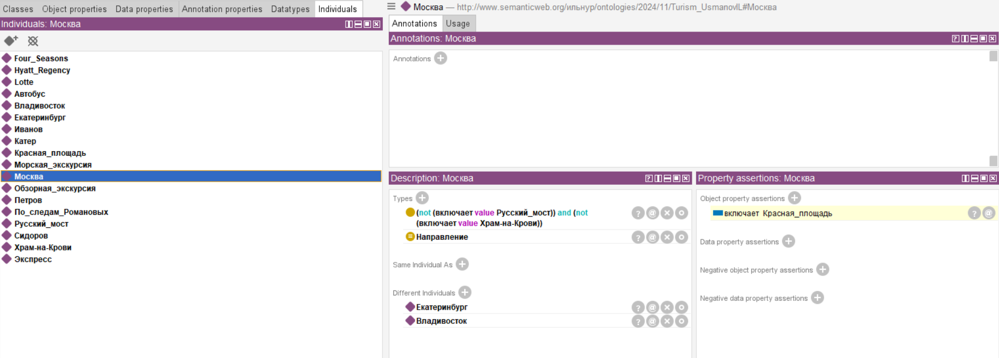 Classes Object properties Data properties Annotation properties Datatypes Individuals
Individuals: Москва
Four_Seasons
Hyatt_Regency
Lotte
Автобус
Владивосток
Екатеринбург
Иванов
Катер
Красная_площадь
Морская_экскурсия
Москва
Обзорная_экскурсия
Петров
По_следам_Романовых
Русский_мост
Сидоров
Храм-на-Крови
Экспресс
Москва — http://www.semanticweb.org/ильнур/ontologies/2024/11/Turism_UsmanovIL#Москва
Annotations Usage
Annotations: Москва
Annotations
Description: Москва
Types
(not (включает value Русский_мост)) and (not
(включает value Храм-на-Крови))
Направление
Same Individual As
Different Individuals
Екатеринбург
Владивосток
Property assertions: Москва
Object property assertions
включает Красная_площадь
Data property assertions
Negative object property assertions
Negative data property assertions